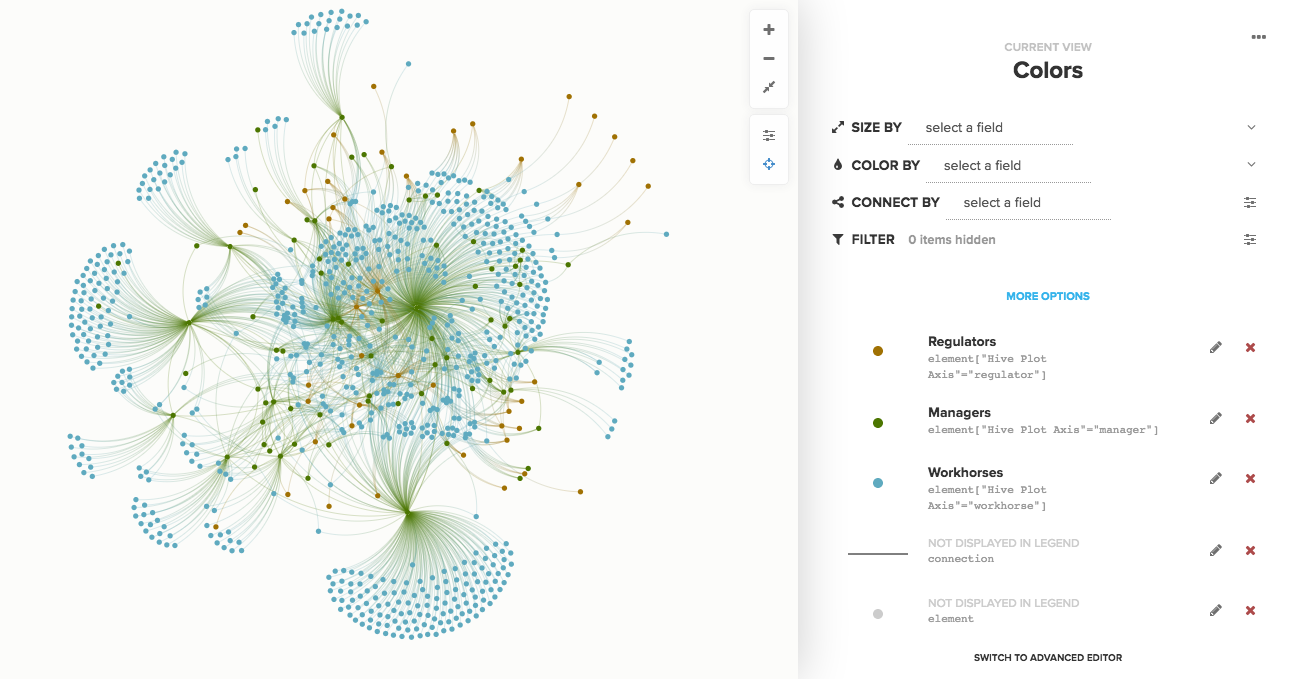 CURRENT VIEW
Colors
SIZE BY select a field
COLOR BY select a field
CONNECT BY select a field
FILTER 0 items hidden
MORE OPTIONS
Regulators
element["Hive Plot
Axis"="regulator"]
Managers
element["Hive Plot Axis"="manager"]
Workhorses
element["Hive Plot
Axis"="workhorse"]
NOT DISPLAYED IN LEGEND
connection
NOT DISPLAYED IN LEGEND
element
SWITCH TO ADVANCED EDITOR